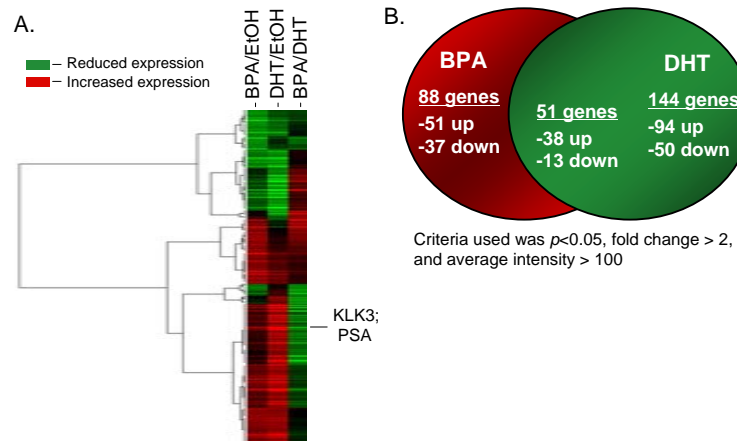 A.
– Reduced expression
– Increased expression
- BPA/EtOH
- DHT/EtOH
- BPA/DHT
KLK3;
PSA
B.
BPA
88 genes
-51 up
-37 down
51 genes
-38 up
-13 down
DHT
144 genes
-94 up
-50 down
Criteria used was p<0.05, fold change > 2,
and average intensity > 100